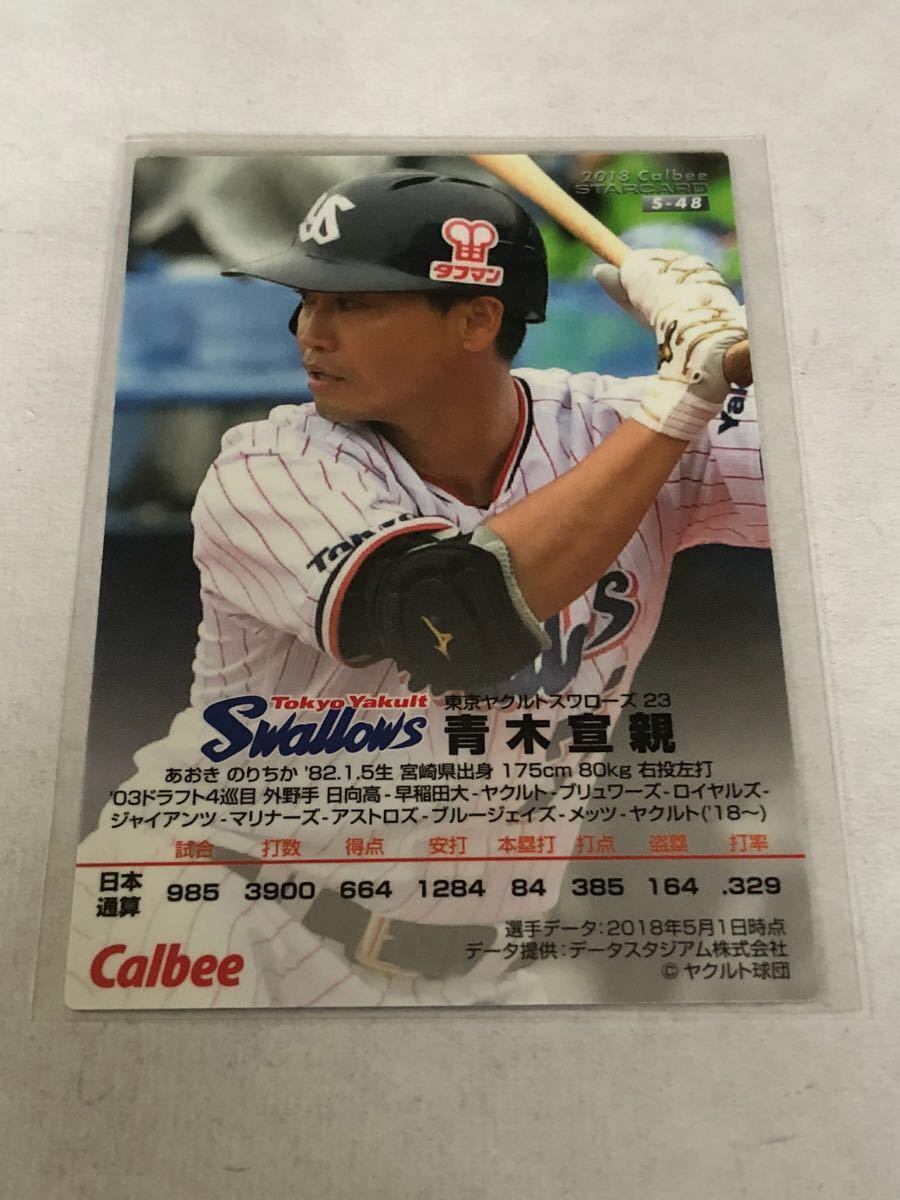 2018 Calbee
STARCARD
S-48
タフマン
Yak
Tokyo
Tokyo Yakult
Swallows
東京ヤクルトスワローズ 23
青木宣親
あおき のりちか '82.1.5生 宮崎県出身 175cm 80kg 右投左打
'03ドラフト4巡目 外野手 日向高-早稲田大-ヤクルト-ブリュワーズ-ロイヤルズ-
ジャイアンツ-マリナーズ-アストロズ-ブルージェイズ-メッツ-ヤクルト('18〜)
試合 打数 得点 安打 本塁打 打点 盗塁 打率
日本通算 985 3900 664 1284 84 385 164 .329
選手データ:2018年5月1日時点
データ提供:データスタジアム株式会社
©ヤクルト球団
Calbee